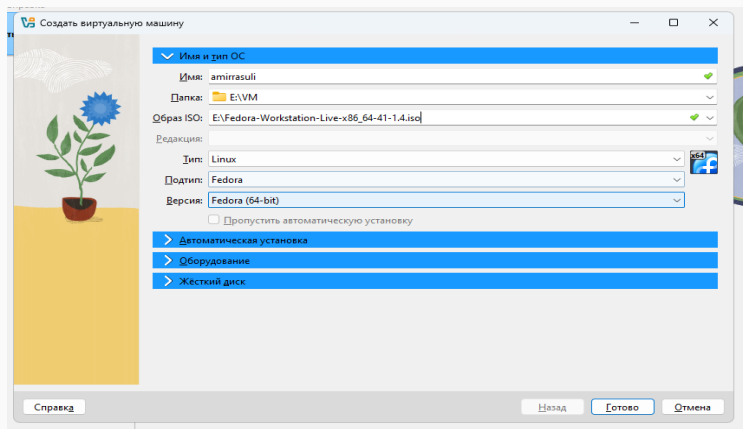 Создать виртуальную машину
Имя и тип ОС
Имя: amirrasuli
Папка: E:\VM
Образ ISO: E:\Fedora-Workstation-Live-x86_64-41-1.4.iso
Редакция:
Тип: Linux
x64
Подтип: Fedora
Версия: Fedora (64-bit)
Пропустить автоматическую установку
Автоматическая установка
Оборудование
Жёсткий диск
Справка Назад Готово Отмена